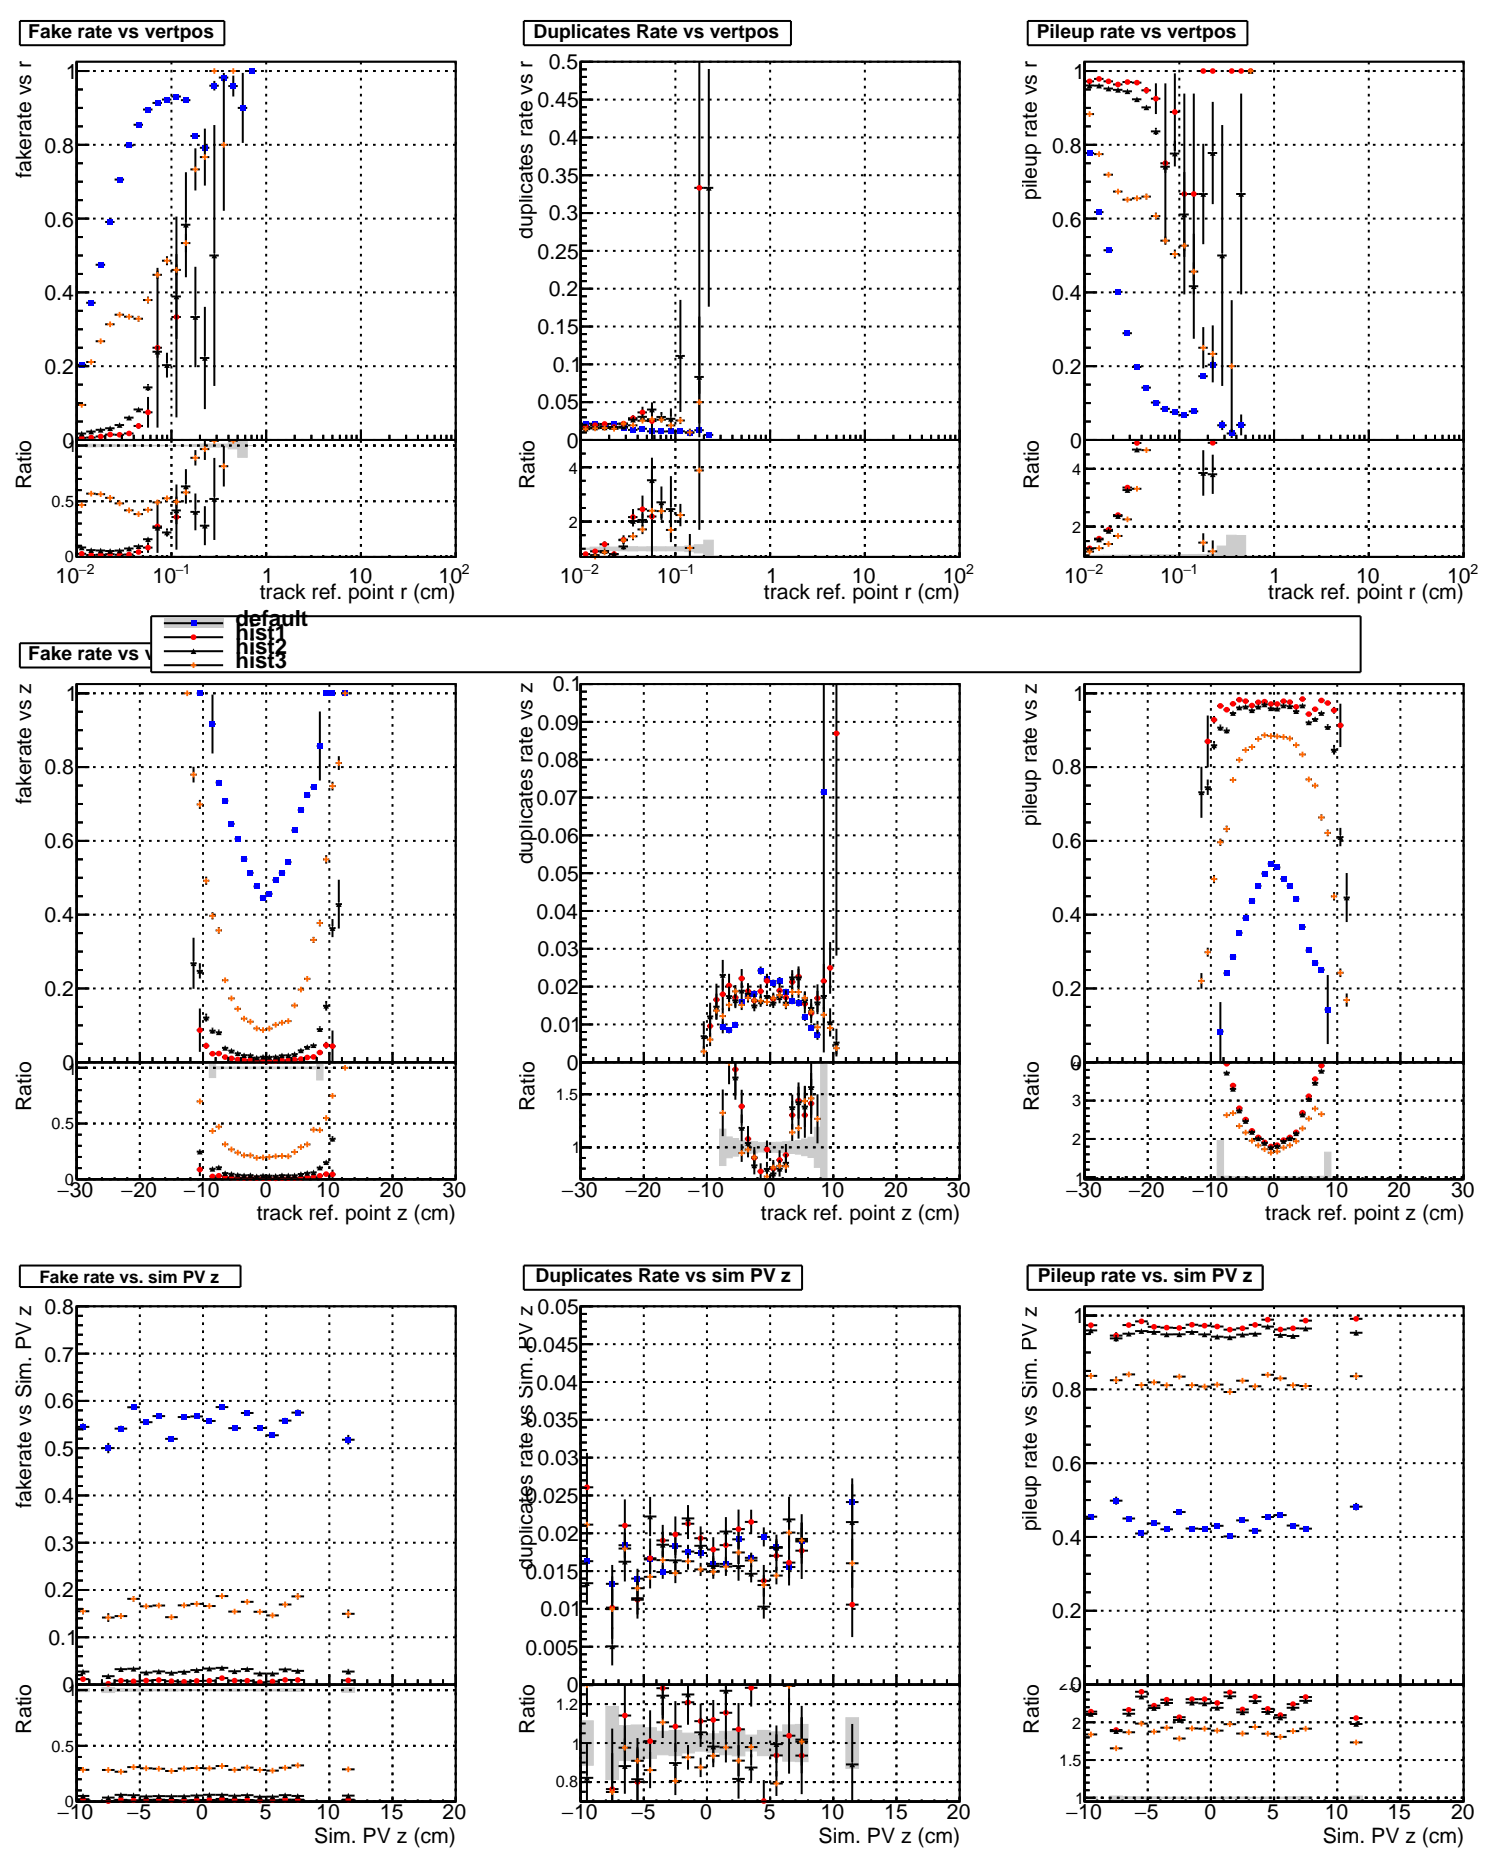 Fake rate vs vertpos
Duplicates Rate vs vertpos
Pileup rate vs vertpos
fakerate vs r
1
0.8
0.6
0.4
0.2
0
Ratio
1
0.5
0
10⁻² 10⁻¹ 1 10 10²
track ref. point r (cm)
duplicates rate vs r
0.5
0.45
0.4
0.35
0.3
0.25
0.2
0.15
0.1
0.05
0
Ratio
4
2
10⁻² 10⁻¹ 1 10 10²
track ref. point r (cm)
pileup rate vs r
1
0.8
0.6
0.4
0.2
0
Ratio
4
2
10⁻² 10⁻¹ 1 10 10²
track ref. point r (cm)
default
hist1
hist2
hist3
Fake rate vs v
fakerate vs z
1
0.8
0.6
0.4
0.2
0
Ratio
1
0.5
0
−30 −20 −10 0 10 20 30
track ref. point z (cm)
duplicates rate vs z
0.1
0.09
0.08
0.07
0.06
0.05
0.04
0.03
0.02
0.01
0
Ratio
1.5
1
−30 −20 −10 0 10 20 30
track ref. point z (cm)
pileup rate vs z
1
0.8
0.6
0.4
0.2
0
Ratio
3
2
1
−30 −20 −10 0 10 20 30
track ref. point z (cm)
Fake rate vs. sim PV z
Duplicates Rate vs sim PV z
Pileup rate vs. sim PV z
fakerate vs Sim. PV z
0.8
0.7
0.6
0.5
0.4
0.3
0.2
0.1
0
Ratio
1
0.5
0
−10 −5 0 5 10 15 20
Sim. PV z (cm)
duplicates rate vs Sim. PV z
0.05
0.045
0.04
0.035
0.03
0.025
0.02
0.015
0.01
0.005
0
Ratio
1.2
1
0.8
−10 −5 0 5 10 15 20
Sim. PV z (cm)
pileup rate vs Sim. PV z
1
0.8
0.6
0.4
0.2
Ratio
2
1.5
1
−10 −5 0 5 10 15 20
Sim. PV z (cm)